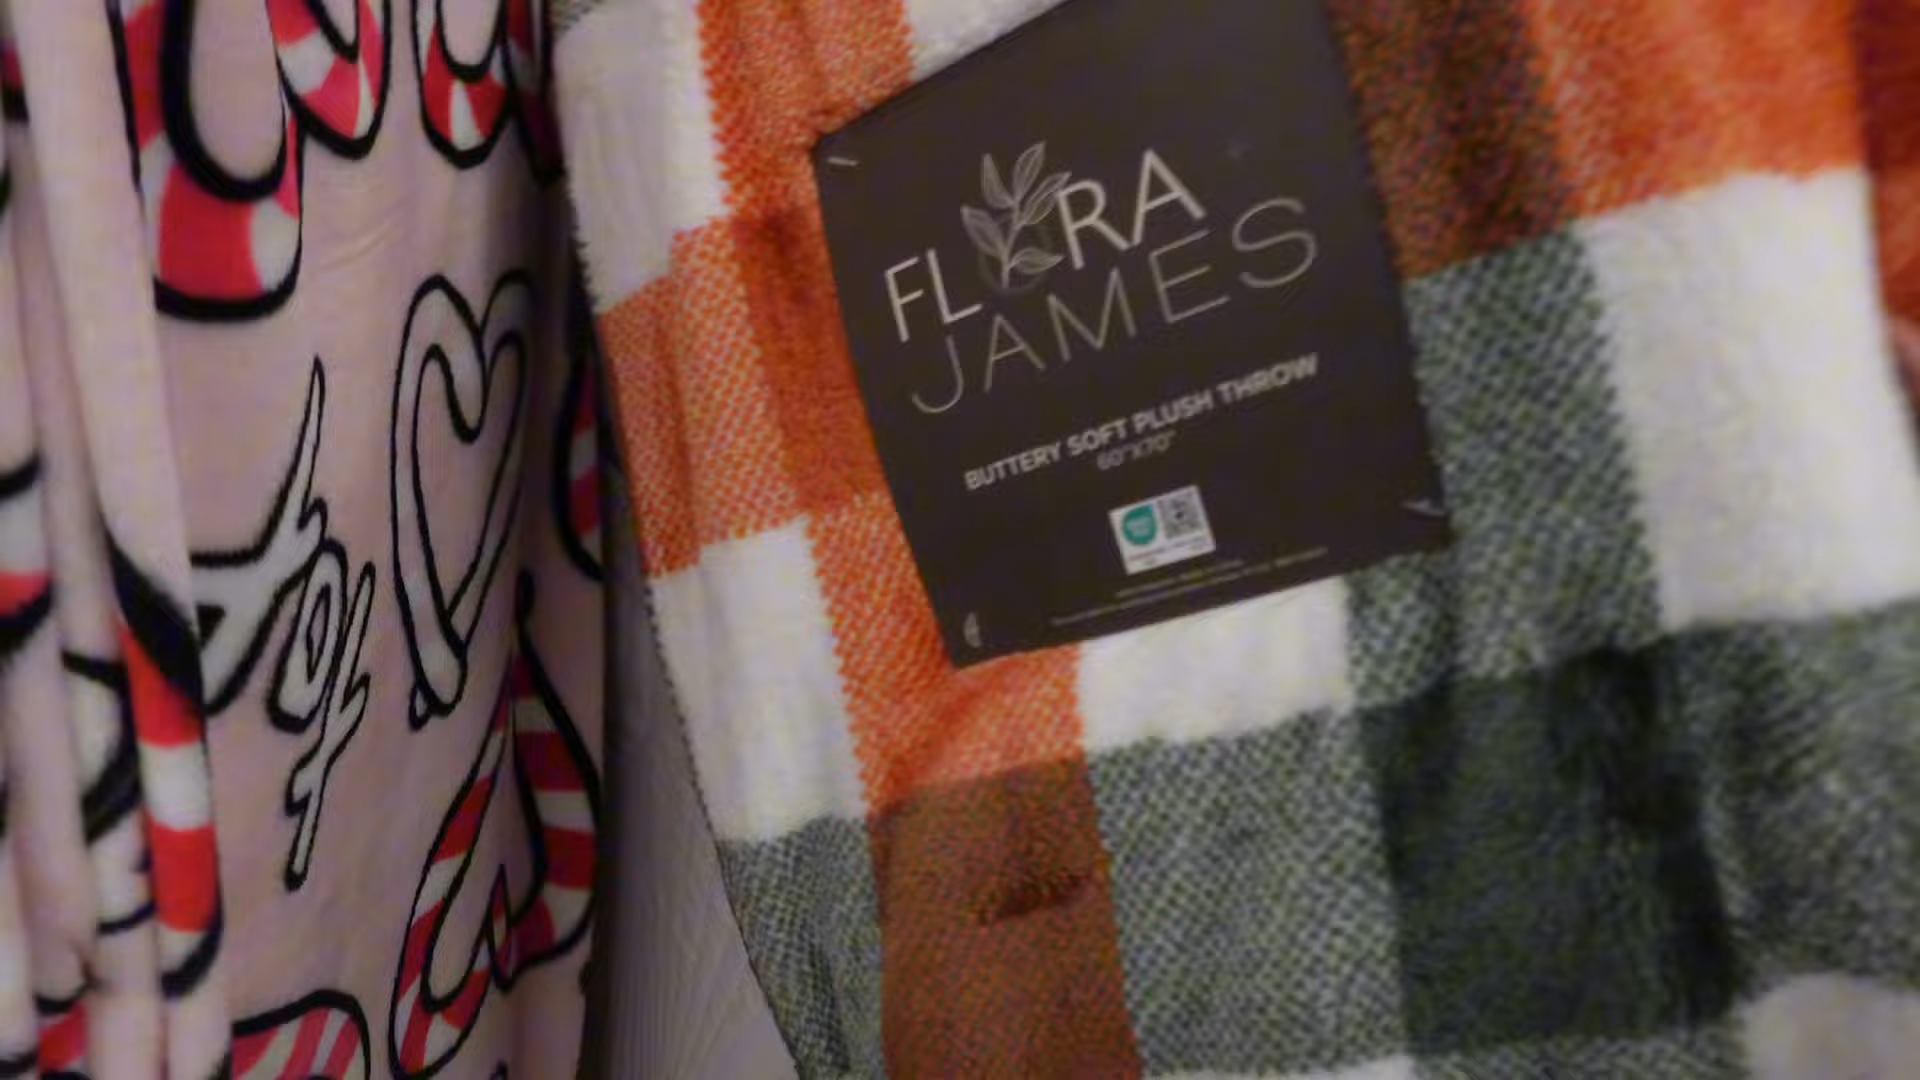 FLORA
JAMES
BUTTERY SOFT PLUSH THROW
60"X70"